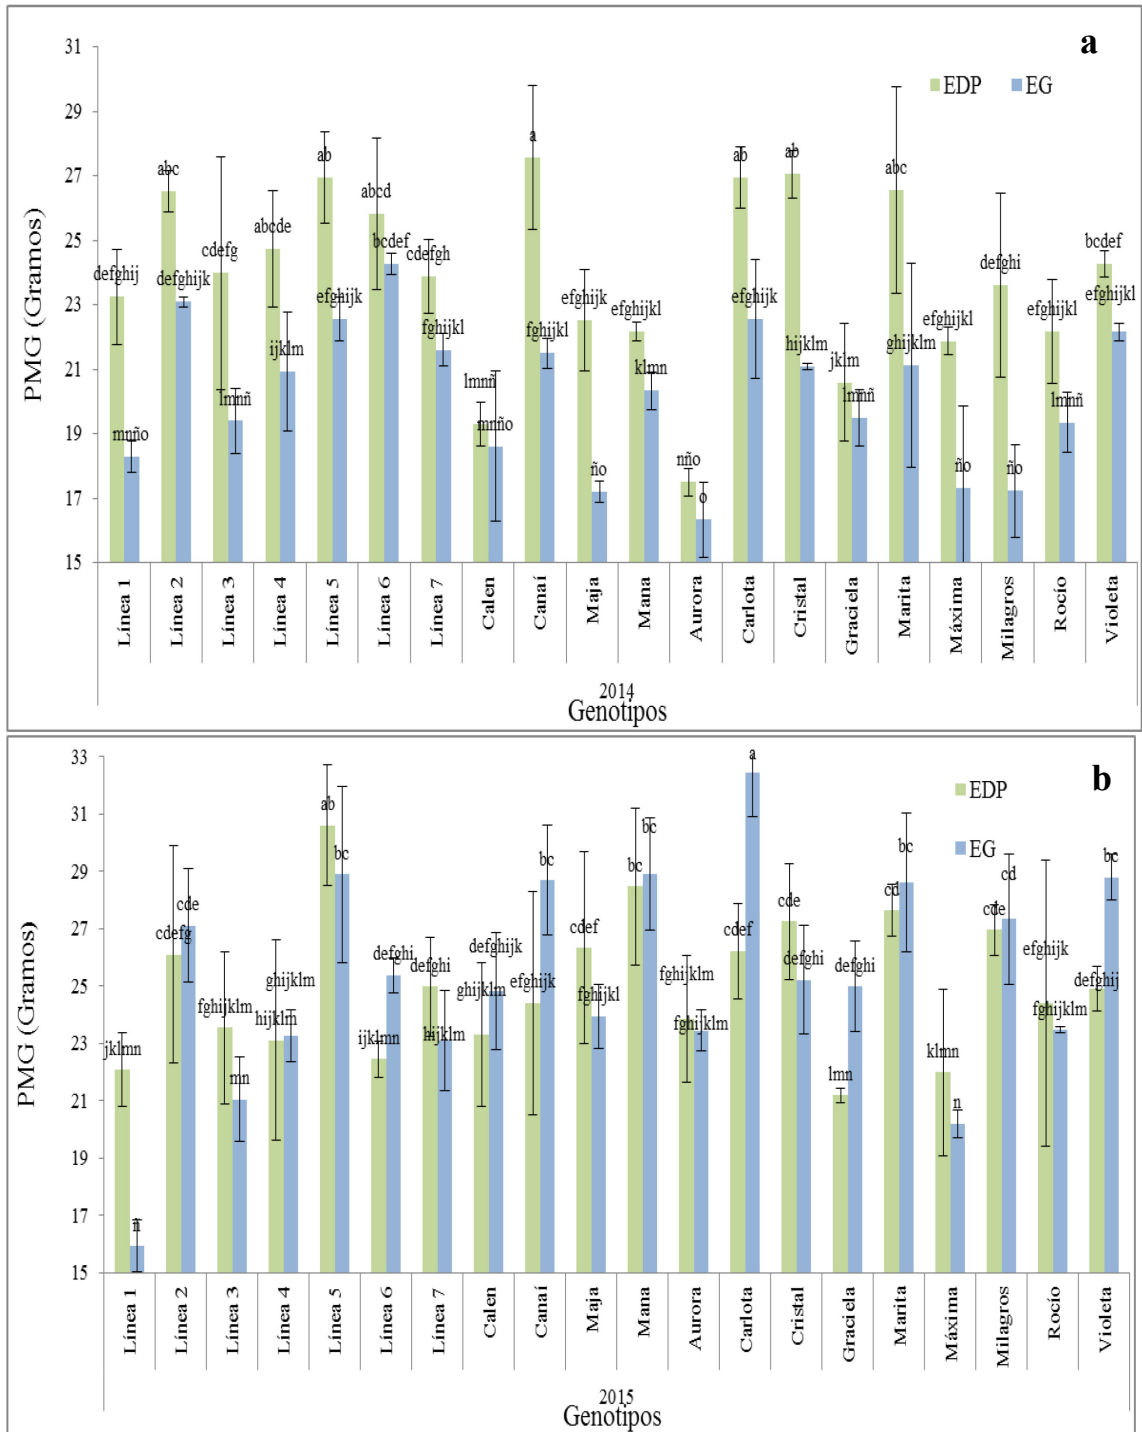 a
31
29
27
25
23
21
19
17
15
PMG (Gramos)
EDP EG
defghij
mnño
abc
defghijk
cdefg
lmnñ
abcde
ijklm
ab
efghijk
abcd
bcdef
cdefgh
fghijkl
lmnñ
mnño
a
fghijkl
efghijk
ño
efghijkl
klmn
nño
o
ab
efghijk
ab
hijklm
jklm
lmnñ
abc
ghijklm
efghijkl
ño
defghi
ño
efghijkl
lmnñ
bcdef
efghijkl
Línea 1
Línea 2
Línea 3
Línea 4
Línea 5
Línea 6
Línea 7
Calen
Canaí
Maja
Mana
Aurora
Carlota
Cristal
Graciela
Marita
Máxima
Milagros
Rocío
Violeta
2014
Genotipos
b
33
31
29
27
25
23
21
19
17
15
PMG (Gramos)
EDP
EG
jklmn
ñ
cdefg
cde
fghijklm
mn
hijklm
ghijklm
ab
bc
ijklmn
defghi
defghi
hijklm
ghijklm
defghijk
efghijk
bc
cdef
fghijkl
bc
bc
fghijklm
fghijklm
cdef
a
cde
defghi
lmn
defghi
cd
bc
klmn
n
cde
cd
efghijk
fghijklm
defghij
bc
Línea 1
Línea 2
Línea 3
Línea 4
Línea 5
Línea 6
Línea 7
Calen
Canaí
Maja
Mana
Aurora
Carlota
Cristal
Graciela
Marita
Máxima
Milagros
Rocío
Violeta
2015
Genotipos